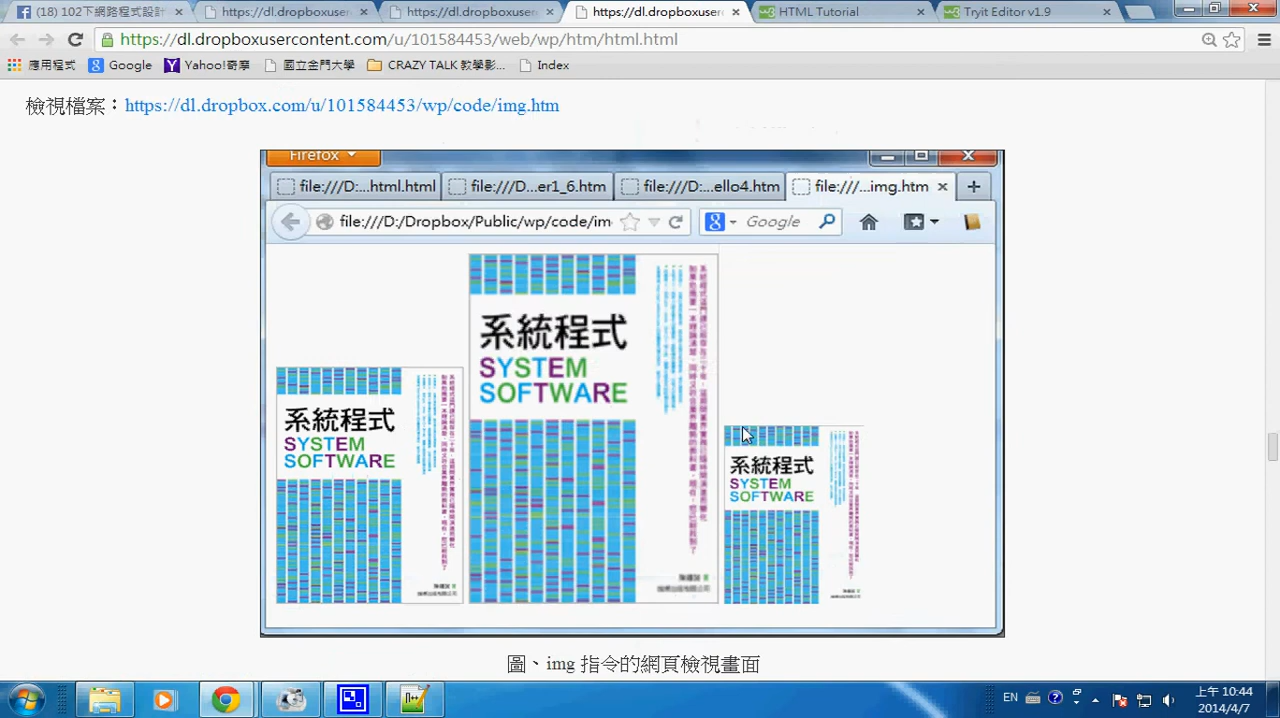 (18) 102下網路程式設計
https://dl.dropboxuser
https://dl.dropboxuser
https://dl.dropboxuser
HTML Tutorial
Tryit Editor v1.9
https://dl.dropboxusercontent.com/u/101584453/web/wp/htm/html.html
應用程式
Google
Yahoo!奇摩
國立金門大學
CRAZY TALK 教學影...
Index
檢視檔案：https://dl.dropbox.com/u/101584453/wp/code/img.htm
Firefox
file:///D:...html.html
file:///D...er1_6.htm
file:///D:...ello4.htm
file:///...img.htm
file:///D:/Dropbox/Public/wp/code/im
Google
系統程式
SYSTEM
SOFTWARE
系統程式
SYSTEM
SOFTWARE
系統程式
SYSTEM
SOFTWARE
圖、img 指令的網頁檢視畫面
EN
上午 10:44
2014/4/7